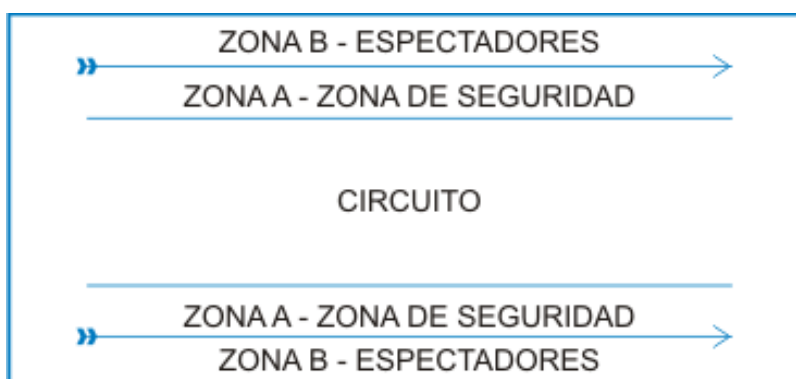 ZONA B - ESPECTADORES
ZONA A - ZONA DE SEGURIDAD
CIRCUITO
ZONA A - ZONA DE SEGURIDAD
ZONA B - ESPECTADORES